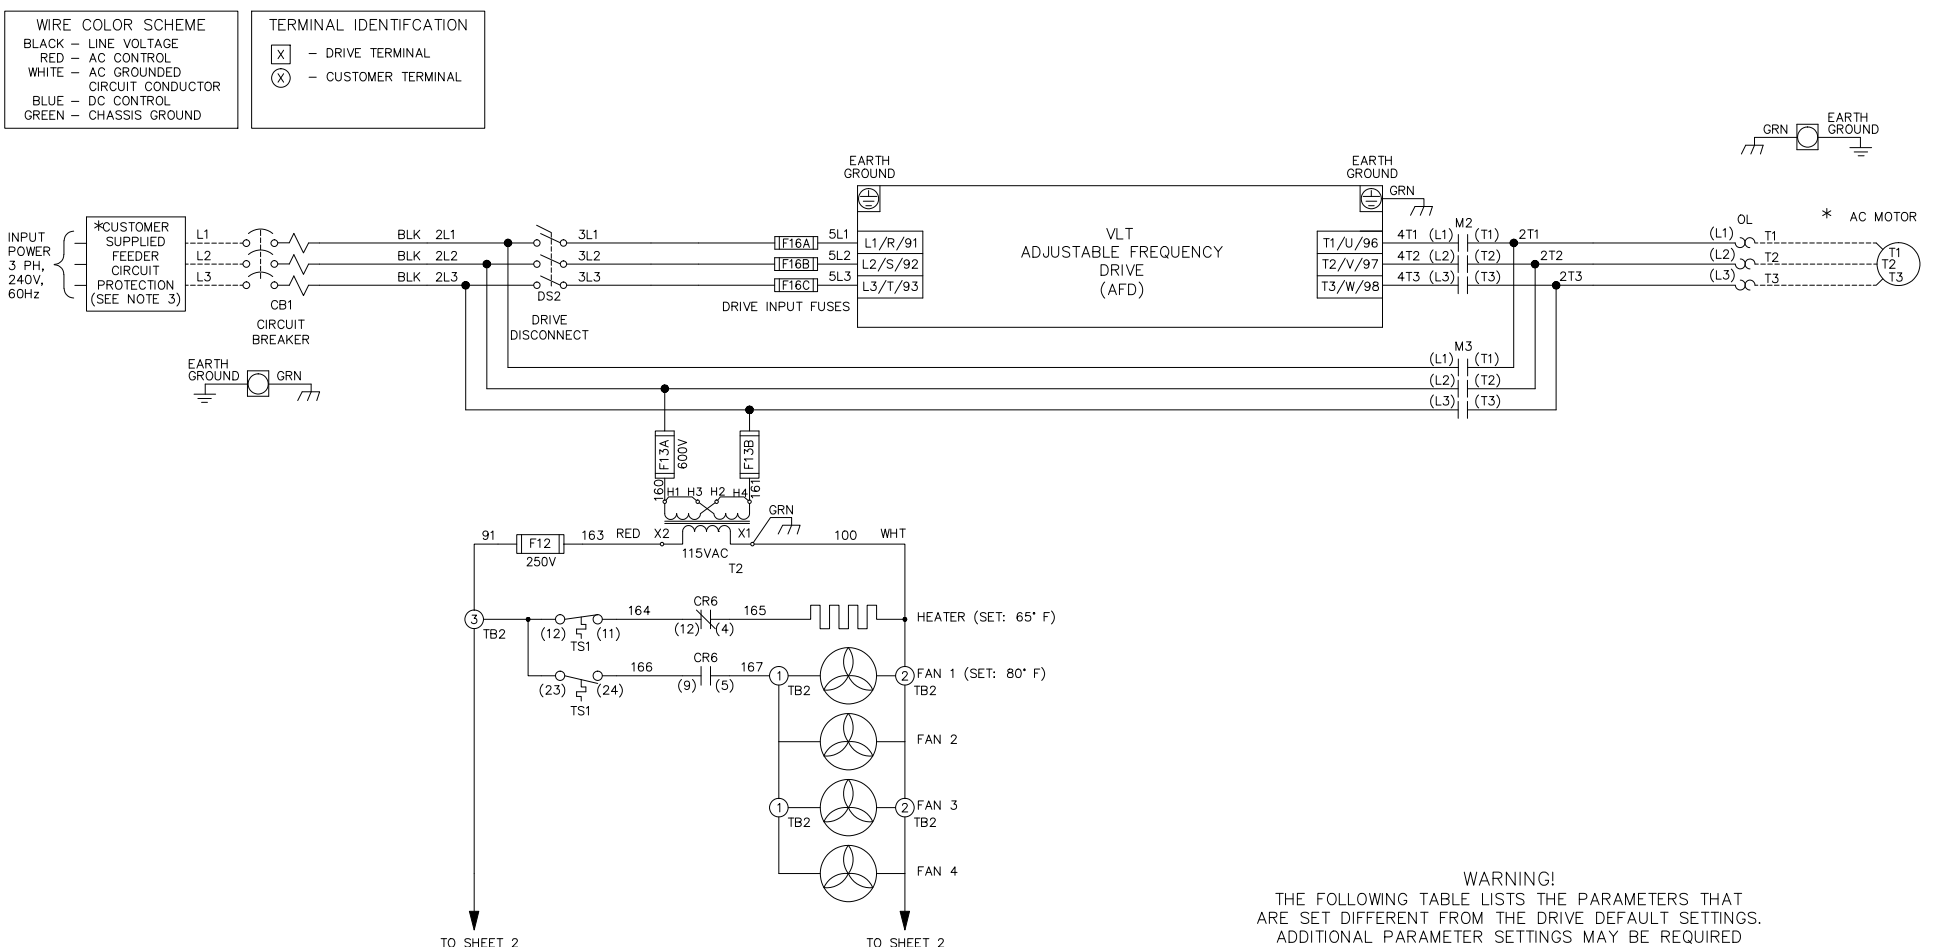 WIRE COLOR SCHEME
BLACK – LINE VOLTAGE
RED – AC CONTROL
WHITE – AC GROUNDED
CIRCUIT CONDUCTOR
BLUE – DC CONTROL
GREEN – CHASSIS GROUND
TERMINAL IDENTIFCATION
X – DRIVE TERMINAL
X – CUSTOMER TERMINAL
GRN
EARTH
GROUND
INPUT
POWER
3 PH,
240V,
60Hz
*CUSTOMER
SUPPLIED
FEEDER
CIRCUIT
PROTECTION
(SEE NOTE 3)
L1
L2
L3
CB1
CIRCUIT
BREAKER
EARTH
GROUND
GRN
BLK 2L1
BLK 2L2
BLK 2L3
DS2
DRIVE
DISCONNECT
3L1
3L2
3L3
F16A
F16B
F16C
DRIVE INPUT FUSES
5L1
5L2
5L3
EARTH
GROUND
L1/R/91
L2/S/92
L3/T/93
VLT
ADJUSTABLE FREQUENCY
DRIVE
(AFD)
EARTH
GROUND
GRN
T1/U/96
T2/V/97
T3/W/98
M2
4T1 (L1) (T1) 2T1
4T2 (L2) (T2) 2T2
4T3 (L3) (T3) 2T3
OL
(L1) T1
(L2) T2
(L3) T3
* AC MOTOR
T1
T2
T3
M3
(L1) (T1)
(L2) (T2)
(L3) (T3)
F13A
600V
F13B
160
161
H1 H3 H2 H4
GRN
91
F12
250V
163
RED
X2
X1
115VAC
T2
100
WHT
3
TB2
(12) (11)
TS1
164
CR6
(12) (4)
165
HEATER (SET: 65° F)
(23) (24)
TS1
166
CR6
(9) (5)
167
1
TB2
2
TB2
FAN 1 (SET: 80° F)
FAN 2
1
TB2
2
TB2
FAN 3
FAN 4
TO SHEET 2
TO SHEET 2
WARNING!
THE FOLLOWING TABLE LISTS THE PARAMETERS THAT
ARE SET DIFFERENT FROM THE DRIVE DEFAULT SETTINGS.
ADDITIONAL PARAMETER SETTINGS MAY BE REQUIRED